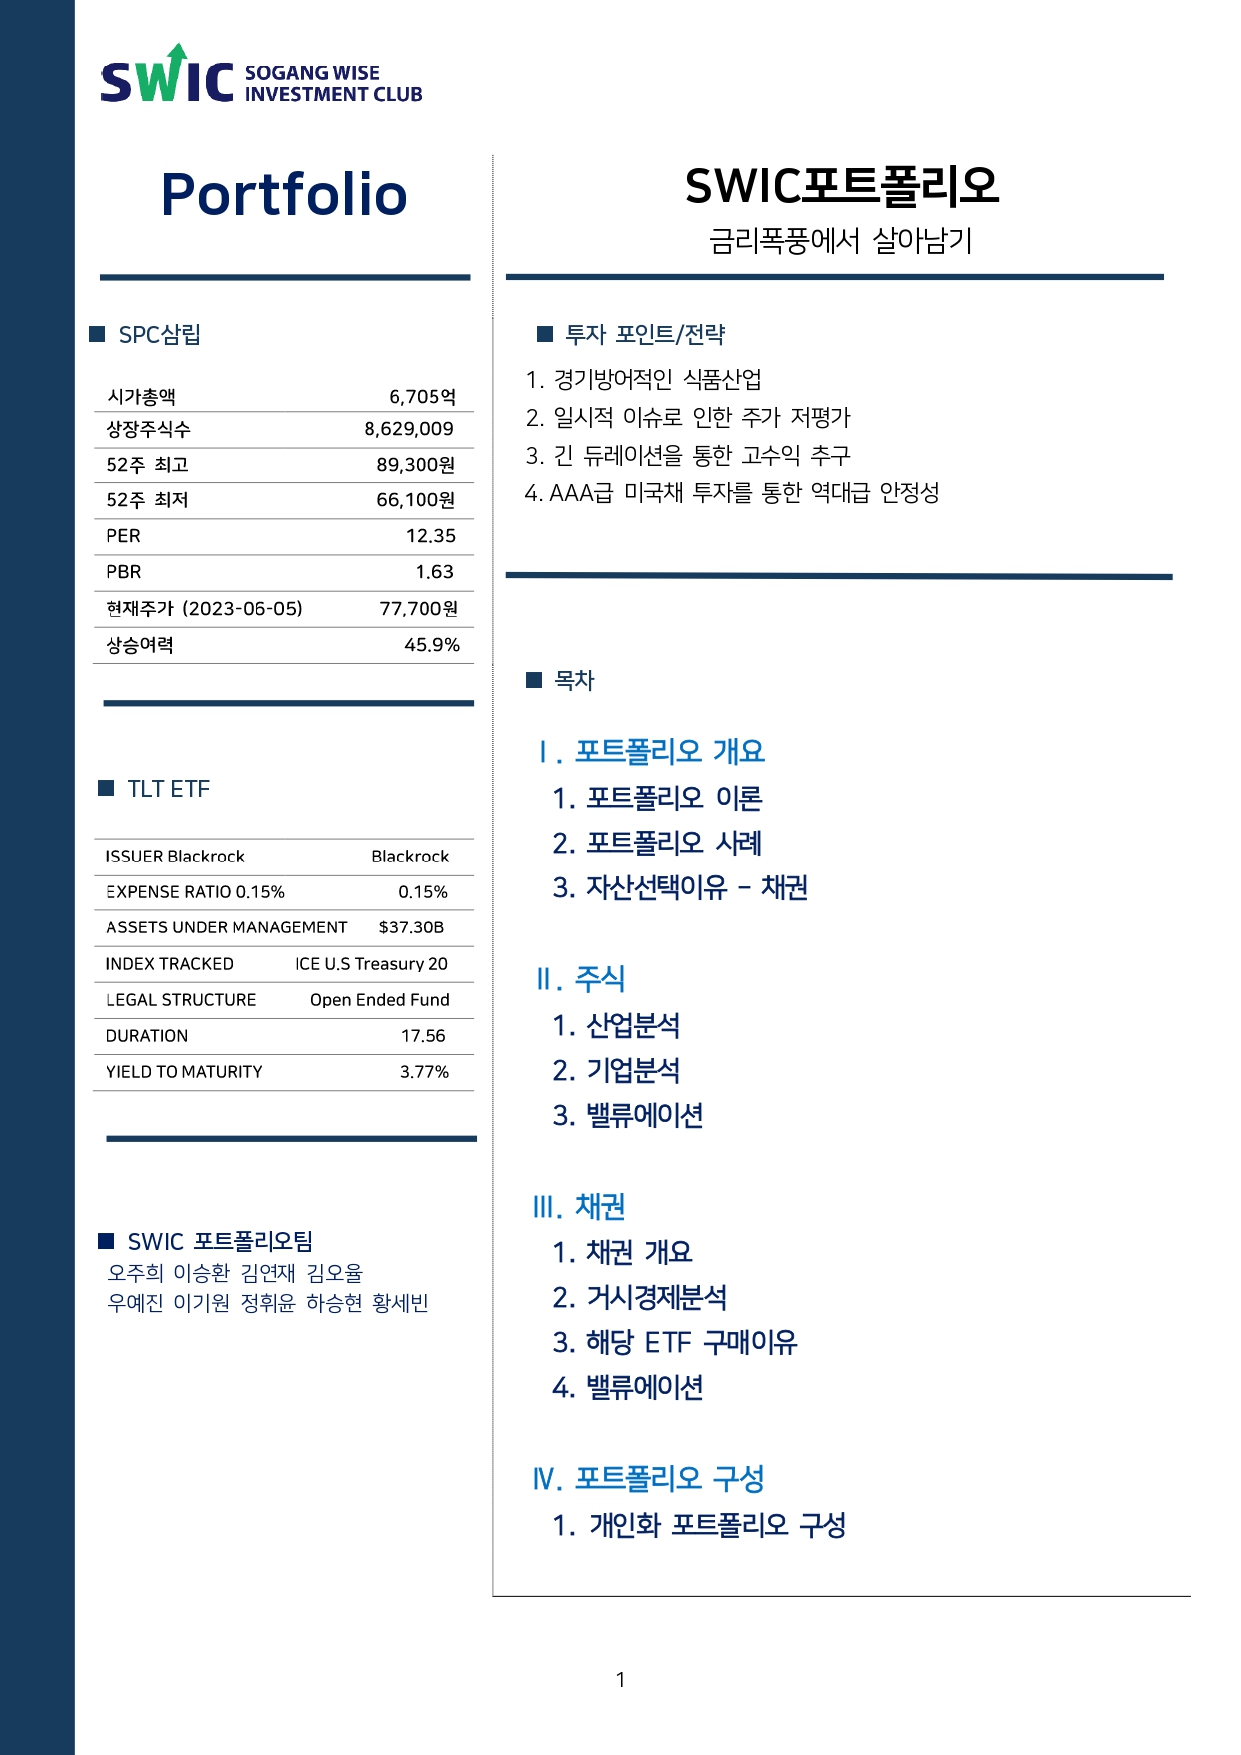 SWIC SOGANG WISE
INVESTMENT CLUB
Portfolio
■ SPC삼립
시가총액 6,705억
상장주식수 8,629,009
52주 최고 89,300원
52주 최저 66,100원
PER 12.35
PBR 1.63
현재주가 (2023-06-05) 77,700원
상승여력 45.9%
■ TLT ETF
ISSUER Blackrock Blackrock
EXPENSE RATIO 0.15% 0.15%
ASSETS UNDER MANAGEMENT $37.30B
INDEX TRACKED ICE U.S Treasury 20
LEGAL STRUCTURE Open Ended Fund
DURATION 17.56
YIELD TO MATURITY 3.77%
■ SWIC 포트폴리오팀
오주희 이승환 김연재 김오율
우예진 이기원 정휘윤 하승현 황세빈
SWIC포트폴리오
금리폭풍에서 살아남기
■ 투자 포인트/전략
1. 경기방어적인 식품산업
2. 일시적 이슈로 인한 주가 저평가
3. 긴 듀레이션을 통한 고수익 추구
4. AAA급 미국채 투자를 통한 역대급 안정성
■ 목차
Ⅰ. 포트폴리오 개요
1. 포트폴리오 이론
2. 포트폴리오 사례
3. 자산선택이유 – 채권
Ⅱ. 주식
1. 산업분석
2. 기업분석
3. 밸류에이션
Ⅲ. 채권
1. 채권 개요
2. 거시경제분석
3. 해당 ETF 구매이유
4. 밸류에이션
Ⅳ. 포트폴리오 구성
1. 개인화 포트폴리오 구성
1